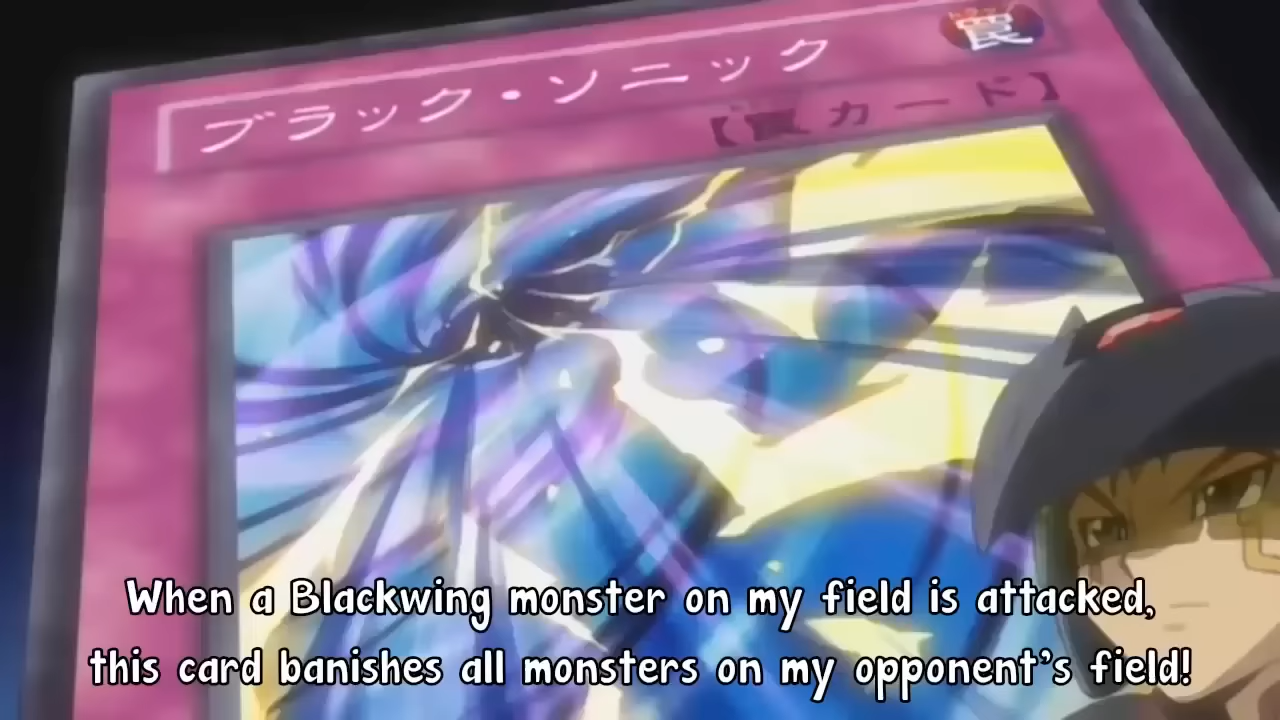 ブラック・ソニック
罠
【罠カード】
When a Blackwing monster on my field is attacked,
this card banishes all monsters on my opponent's field!